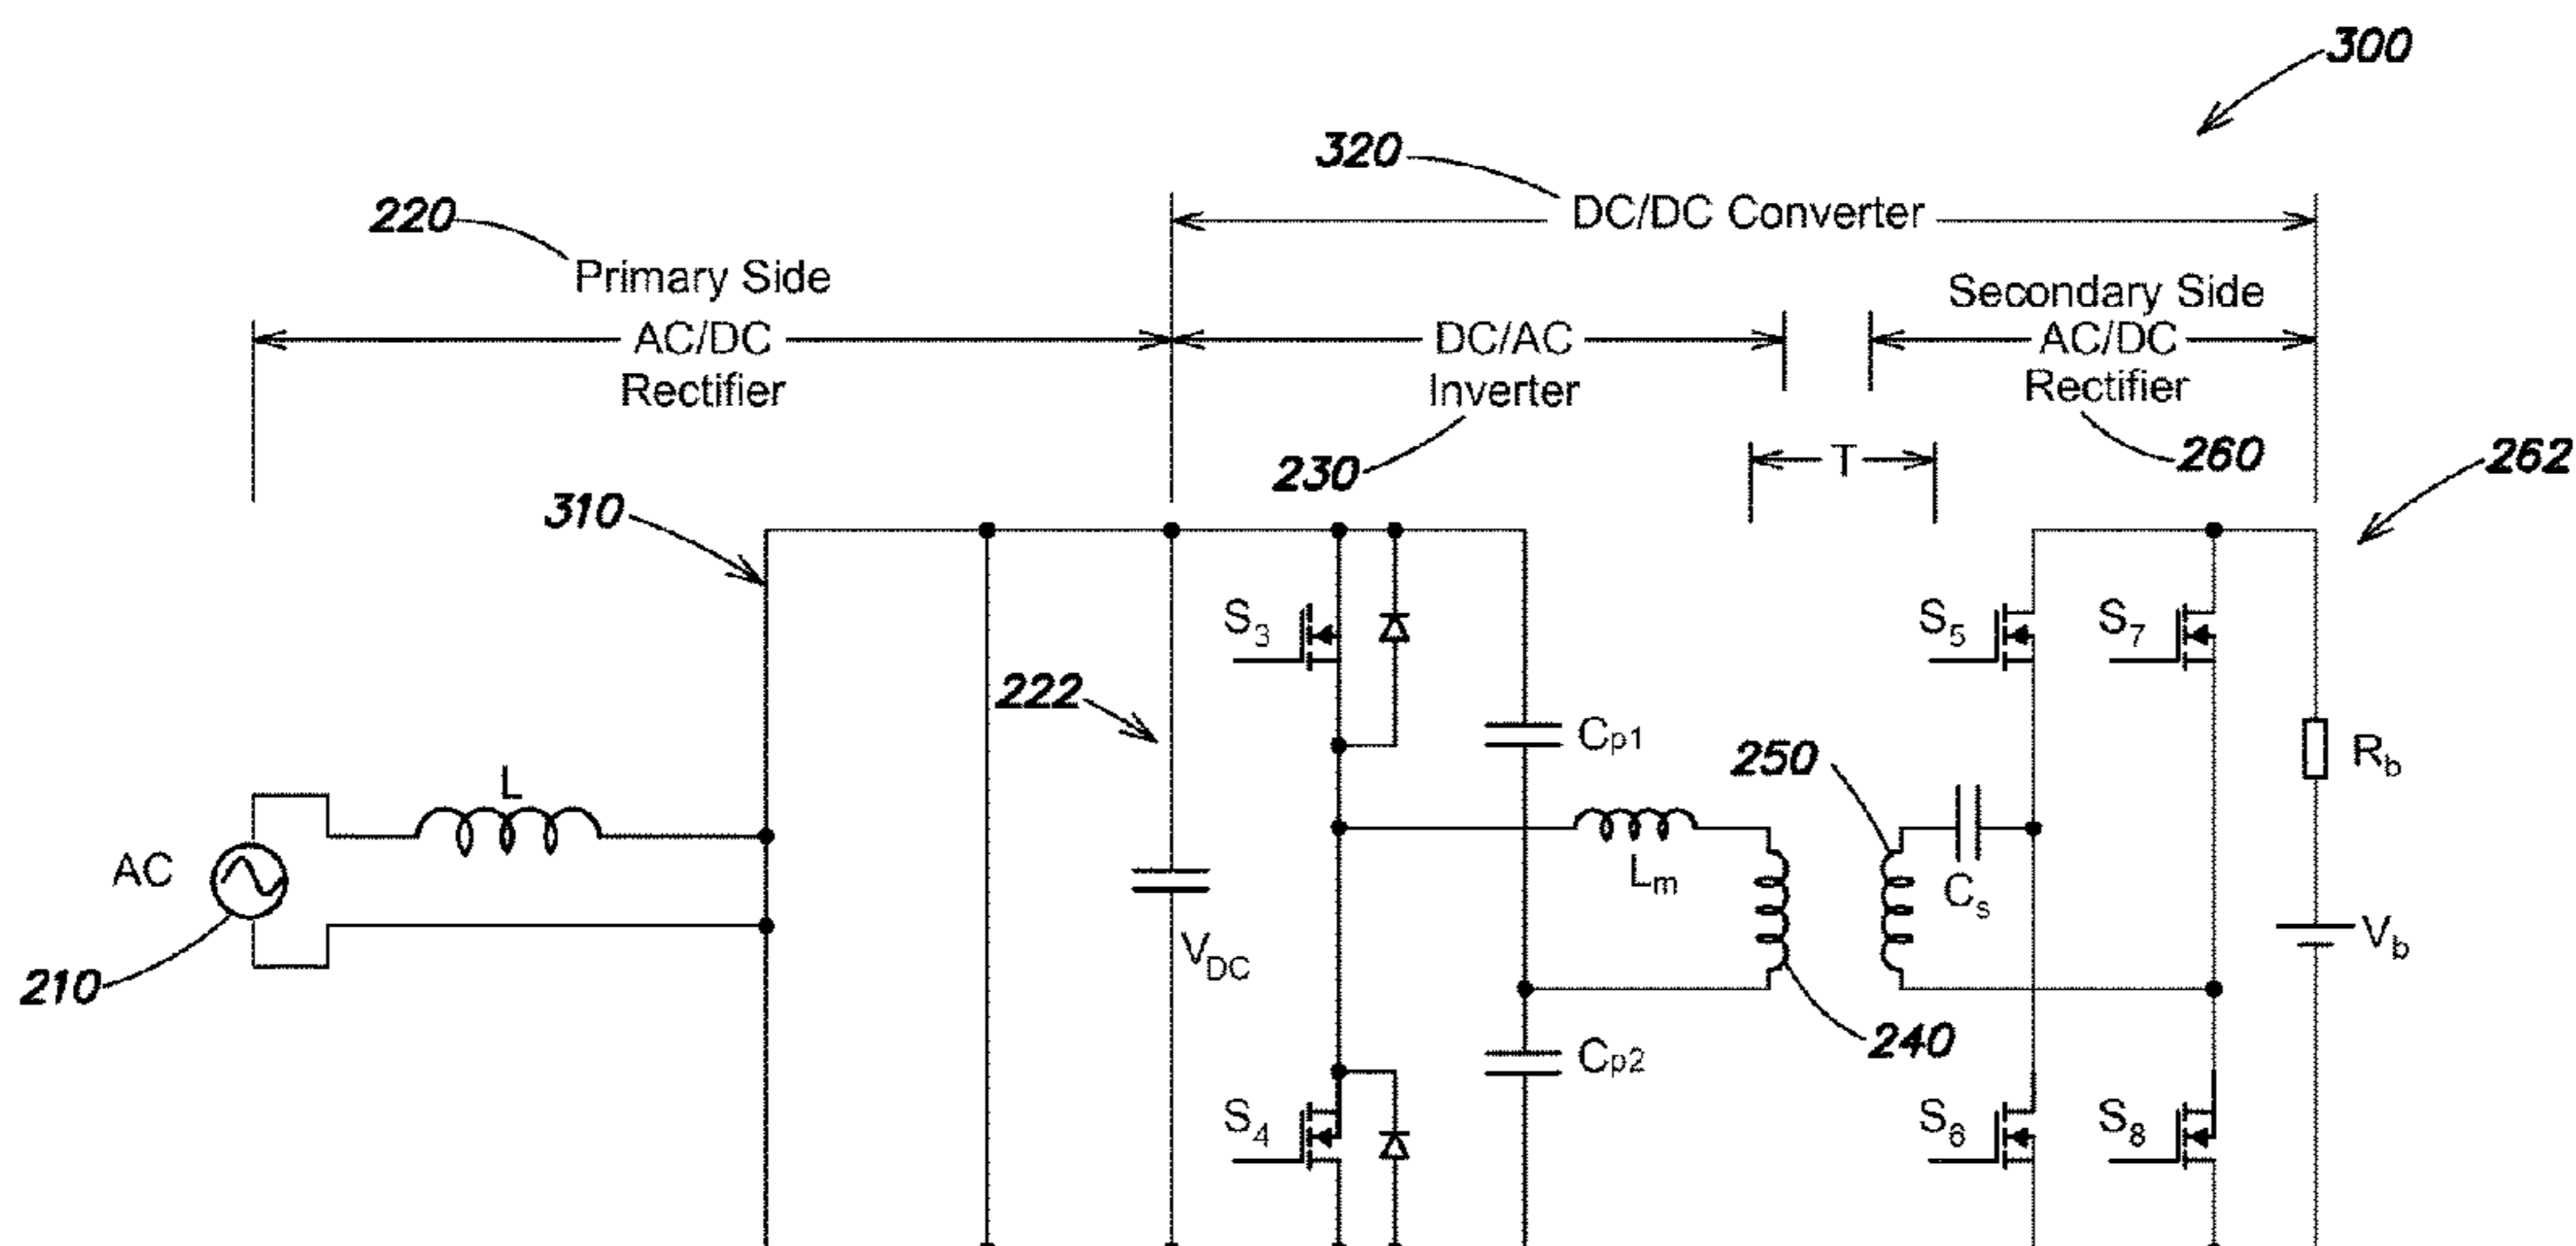 300
320
DC/DC Converter
220
Primary Side
AC/DC
Rectifier
DC/AC
Inverter
Secondary Side
AC/DC
Rectifier
230
T
260
262
310
S3
S5
S7
222
Cp1
250
Rb
L
AC
Lm
Cs
VDC
Vb
210
240
Cp2
S4
S6
S8